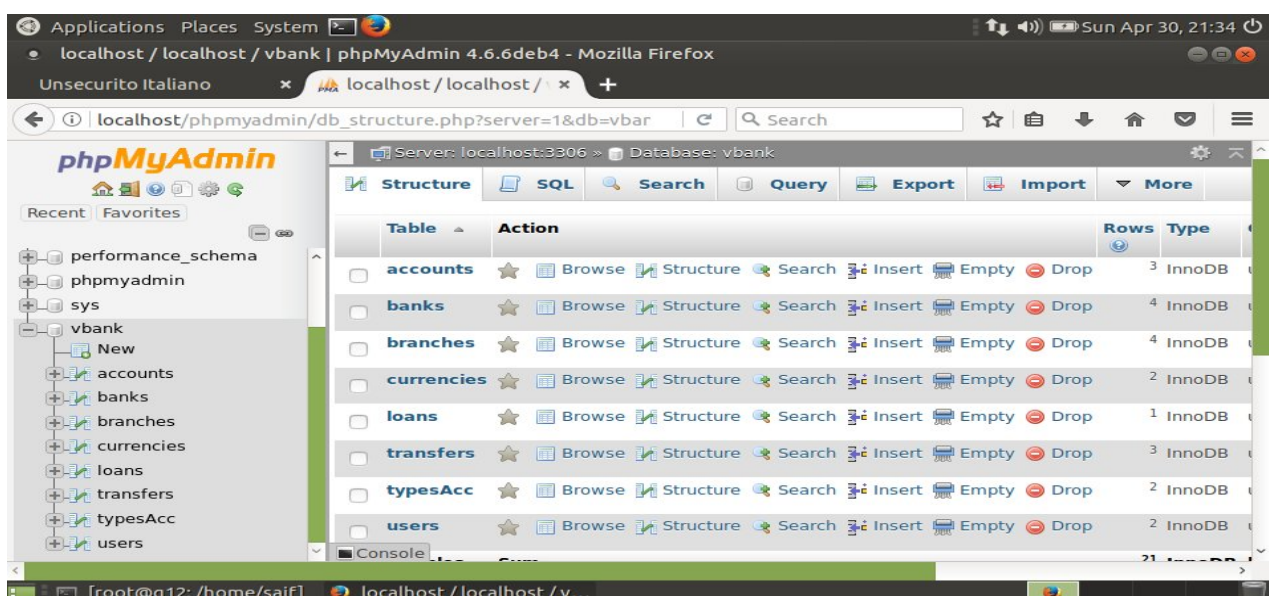 Applications Places System Sun Apr 30, 21:34
localhost / localhost / vbank | phpMyAdmin 4.6.6deb4 - Mozilla Firefox
Unsecurito Italiano × localhost / localhost / × +
localhost/phpmyadmin/db_structure.php?server=1&db=vban Search
phpMyAdmin
Recent Favorites
performance_schema
phpmyadmin
sys
vbank
New
accounts
banks
branches
currencies
loans
transfers
typesAcc
users
Server: localhost:3306 » Database: vbank
Structure SQL Search Query Export Import More
Table Action Rows Type
accounts Browse Structure Search Insert Empty Drop 3 InnoDB
banks Browse Structure Search Insert Empty Drop 4 InnoDB
branches Browse Structure Search Insert Empty Drop 4 InnoDB
currencies Browse Structure Search Insert Empty Drop 2 InnoDB
loans Browse Structure Search Insert Empty Drop 1 InnoDB
transfers Browse Structure Search Insert Empty Drop 3 InnoDB
typesAcc Browse Structure Search Insert Empty Drop 2 InnoDB
users Browse Structure Search Insert Empty Drop 2 InnoDB
Console Sum 21 InnoDB
[root@g12: /home/saif] localhost / localhost / v...